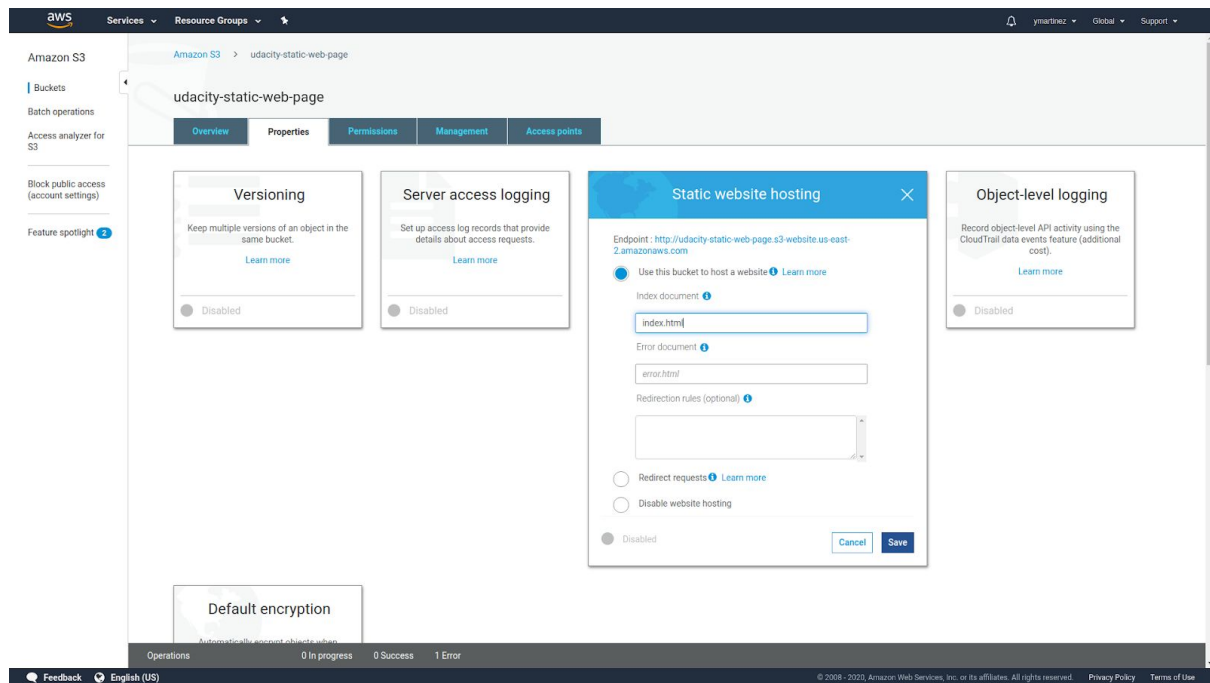 aws
Services
Resource Groups
ymartinez
Global
Support
Amazon S3
Buckets
Batch operations
Access analyzer for
S3
Block public access
(account settings)
Feature spotlight 2
Amazon S3 > udacity-static-web-page
udacity-static-web-page
Overview
Properties
Permissions
Management
Access points
Versioning
Keep multiple versions of an object in the
same bucket.
Learn more
Disabled
Server access logging
Set up access log records that provide
details about access requests.
Learn more
Disabled
Static website hosting
Endpoint : http://udacity-static-web-page.s3-website.us-east-
2.amazonaws.com
Use this bucket to host a website Learn more
Index document
index.html
Error document
error.html
Redirection rules (optional)
Redirect requests Learn more
Disable website hosting
Disabled
Cancel
Save
Object-level logging
Record object-level API activity using the
CloudTrail data events feature (additional
cost).
Learn more
Disabled
Default encryption
Automatically encrypt objects when
Operations
0 In progress
0 Success
1 Error
Feedback
English (US)
© 2008 - 2020, Amazon Web Services, Inc. or its affiliates. All rights reserved.
Privacy Policy
Terms of Use